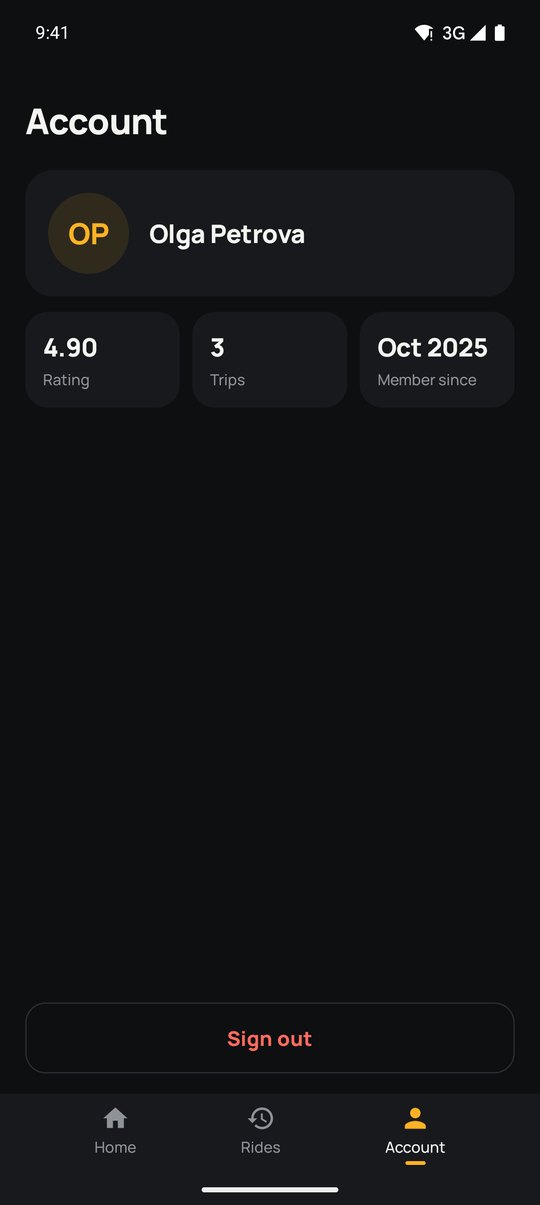 9:41
3G
Account
OP
Olga Petrova
4.90
Rating
3
Trips
Oct 2025
Member since
Sign out
Home
Rides
Account